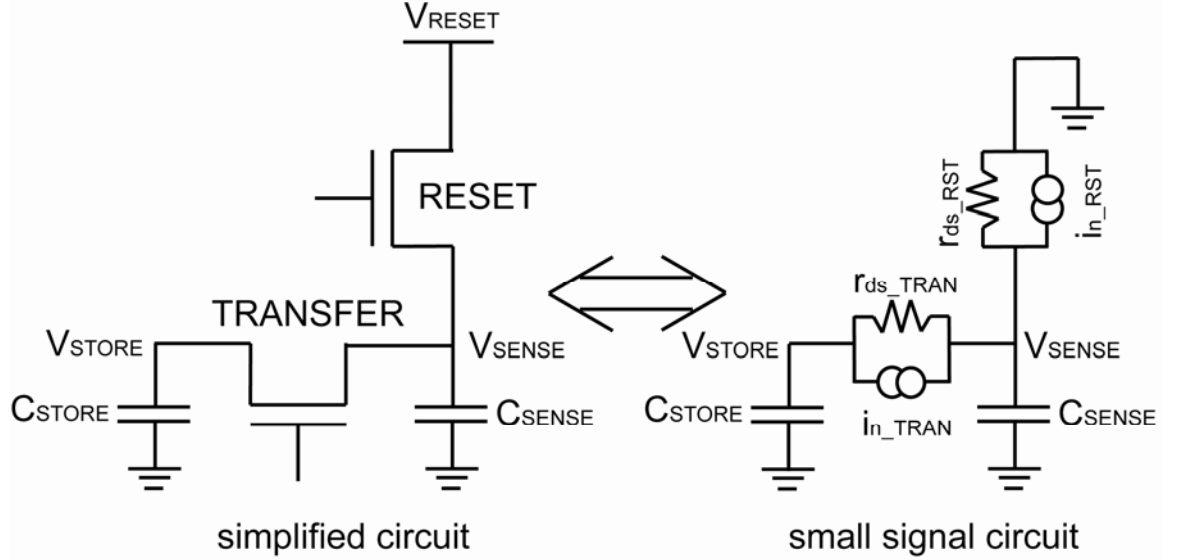 VRESET
RESET
TRANSFER
VSTORE
VSENSE
CSTORE
CSENSE
simplified circuit
rds_RST
in_RST
rds_TRAN
VSTORE
VSENSE
CSTORE
in_TRAN
CSENSE
small signal circuit